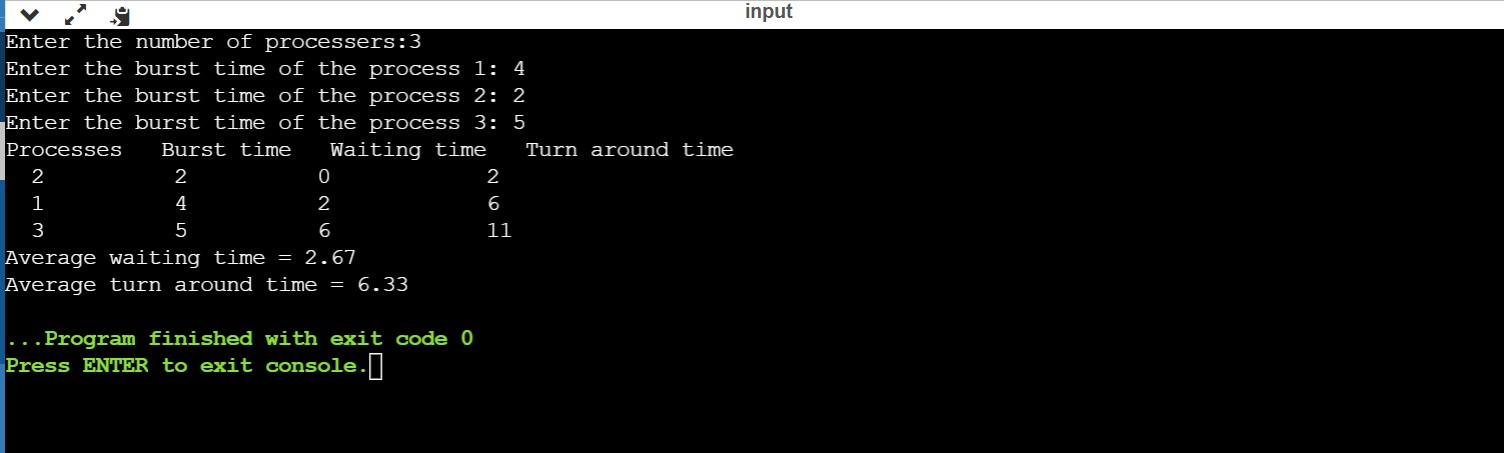 input
Enter the number of processers:3
Enter the burst time of the process 1: 4
Enter the burst time of the process 2: 2
Enter the burst time of the process 3: 5
Processes   Burst time   Waiting time   Turn around time
2   2   0   2
1   4   2   6
3   5   6   11
Average waiting time = 2.67
Average turn around time = 6.33
...Program finished with exit code 0
Press ENTER to exit console.